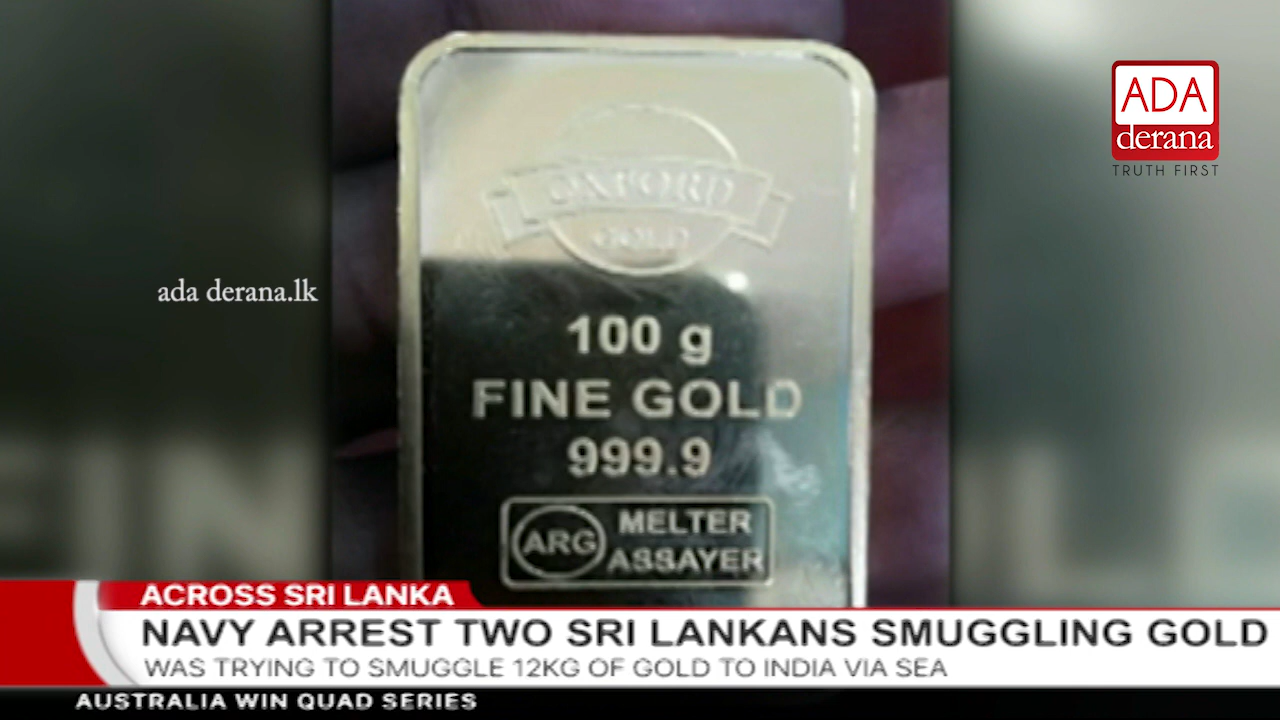 ADA
derana
TRUTH FIRST
OXFORD
GOLD
ada derana.lk
100 g
FINE GOLD
999.9
ARG
MELTER
ASSAYER
ACROSS SRI LANKA
NAVY ARREST TWO SRI LANKANS SMUGGLING GOLD
WAS TRYING TO SMUGGLE 12KG OF GOLD TO INDIA VIA SEA
AUSTRALIA WIN QUAD SERIES